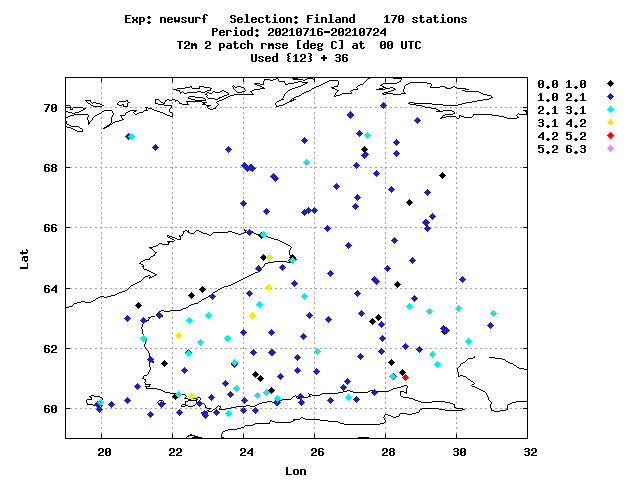 Exp: newsurf   Selection: Finland    170 stations
Period: 20210716-20210724
T2m 2 patch rmse [deg C] at  00 UTC
Used {12} + 36
0.0 1.0
1.0 2.1
2.1 3.1
3.1 4.2
4.2 5.2
5.2 6.3
70
68
66
64
62
60
Lat
20 22 24 26 28 30 32
Lon